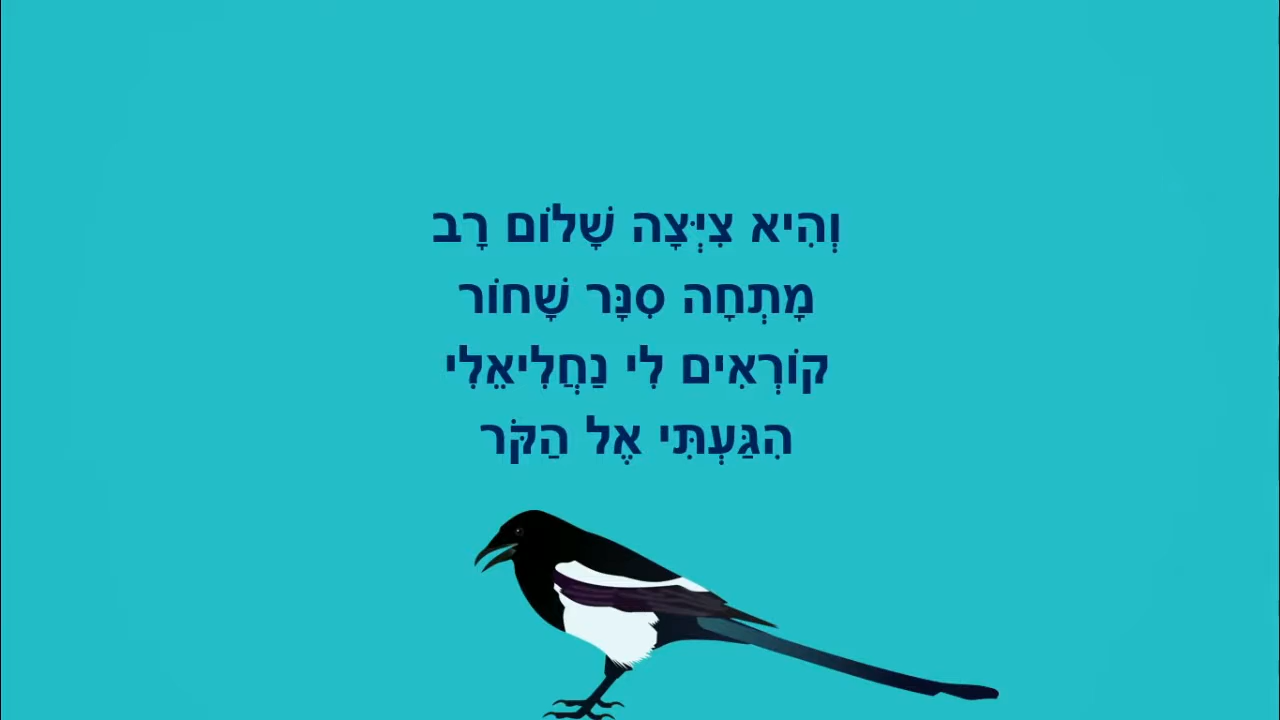 וְהִיא צִיְּצָה שָׁלוֹם רָב
מָתְחָה סִנָּר שָׁחוֹר
קוֹרְאִים לִי נַחֲלִיאֵלִי
הִגַּעְתִּי אֶל הַקֹּר